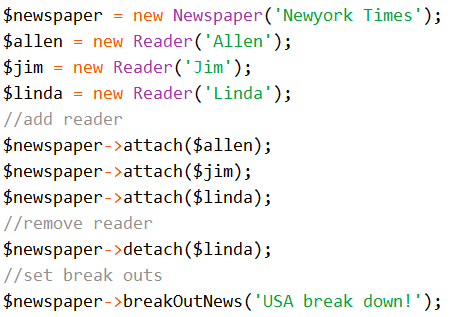 $newspaper = new Newspaper('Newyork Times');
$allen = new Reader('Allen');
$jim = new Reader('Jim');
$linda = new Reader('Linda');
//add reader
$newspaper->attach($allen);
$newspaper->attach($jim);
$newspaper->attach($linda);
//remove reader
$newspaper->detach($linda);
//set break outs
$newspaper->breakOutNews('USA break down!');